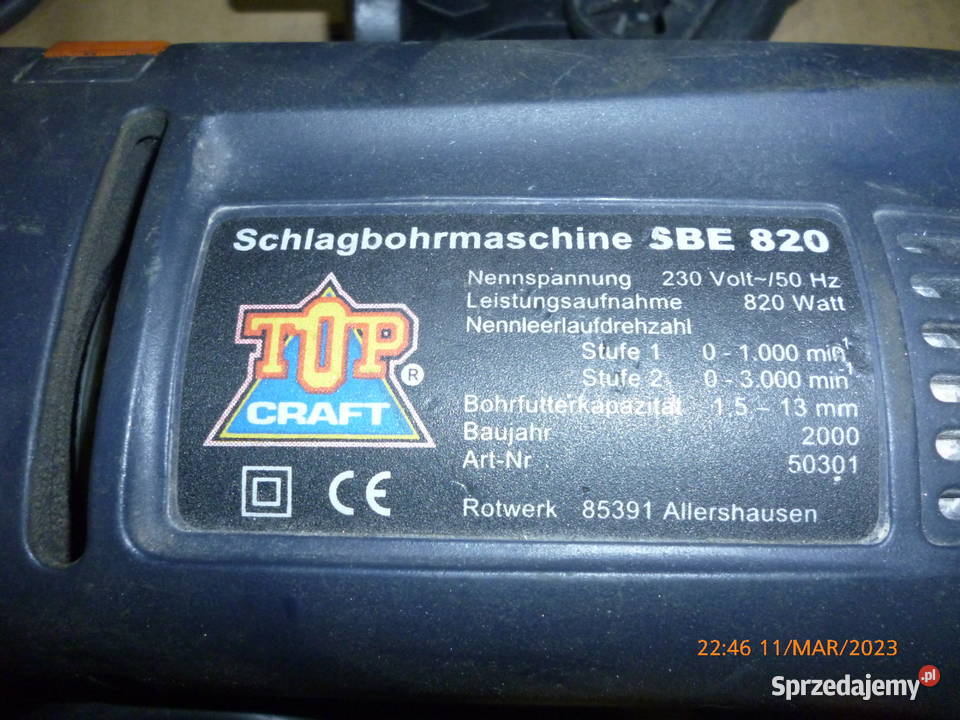 Schlagbohrmaschine SBE 820
TOP
CRAFT
®
Nennspannung 230 Volt~/50 Hz
Leistungsaufnahme 820 Watt
Nennleerlaufdrehzahl
Stufe 1 0 - 1.000 min⁻¹
Stufe 2 0 - 3.000 min⁻¹
Bohrfutterkapazität 1,5 – 13 mm
Baujahr 2000
Art-Nr 50301
CE
Rotwerk 85391 Allershausen
22:46 11/MAR/2023
Sprzedajemy.pl